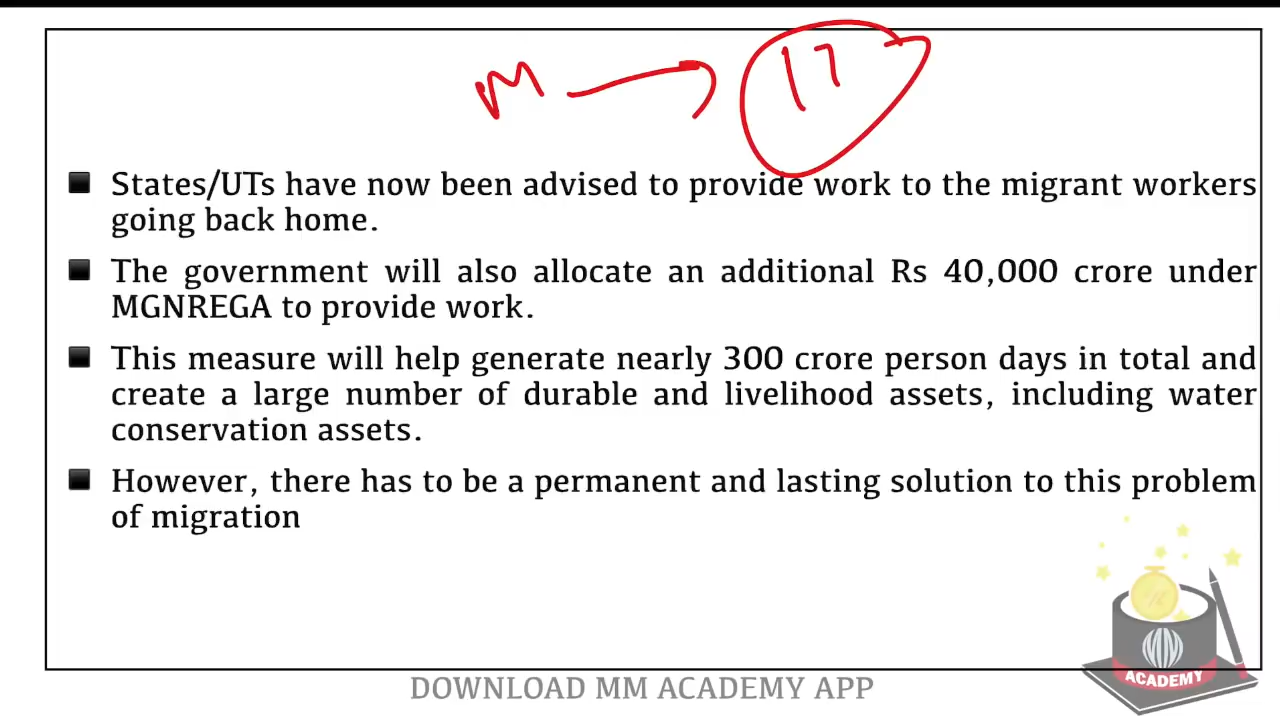 M → 17
States/UTs have now been advised to provide work to the migrant workers
going back home.
The government will also allocate an additional Rs 40,000 crore under
MGNREGA to provide work.
This measure will help generate nearly 300 crore person days in total and
create a large number of durable and livelihood assets, including water
conservation assets.
However, there has to be a permanent and lasting solution to this problem
of migration
ACADEMY
DOWNLOAD MM ACADEMY APP